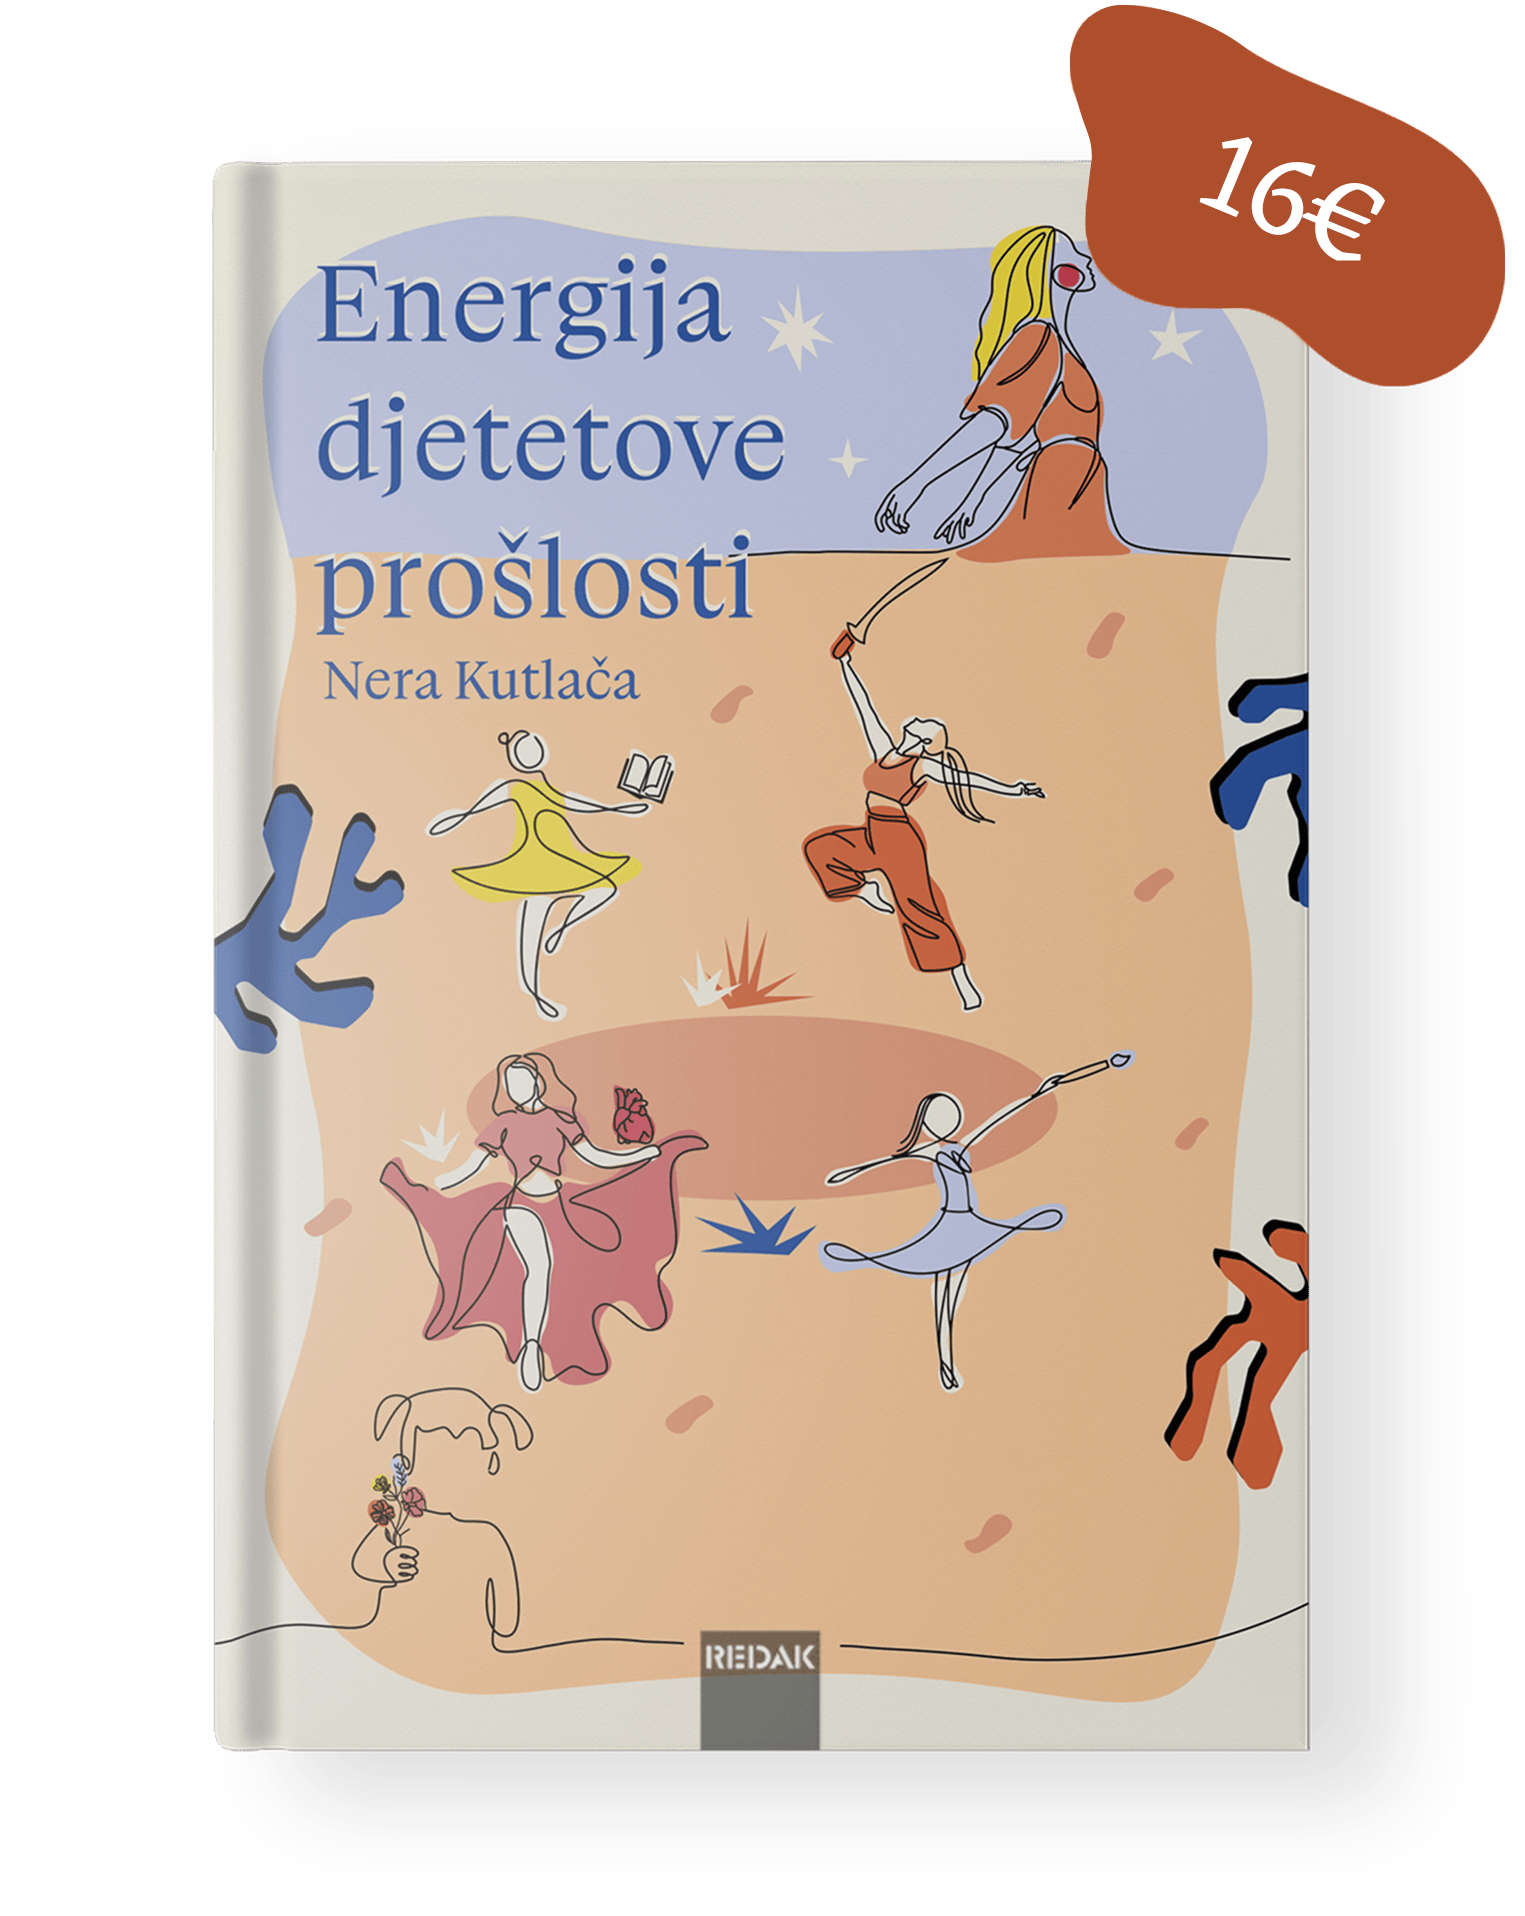 16€
Energija
djetetove
prošlosti
Nera Kutlača
REDAK